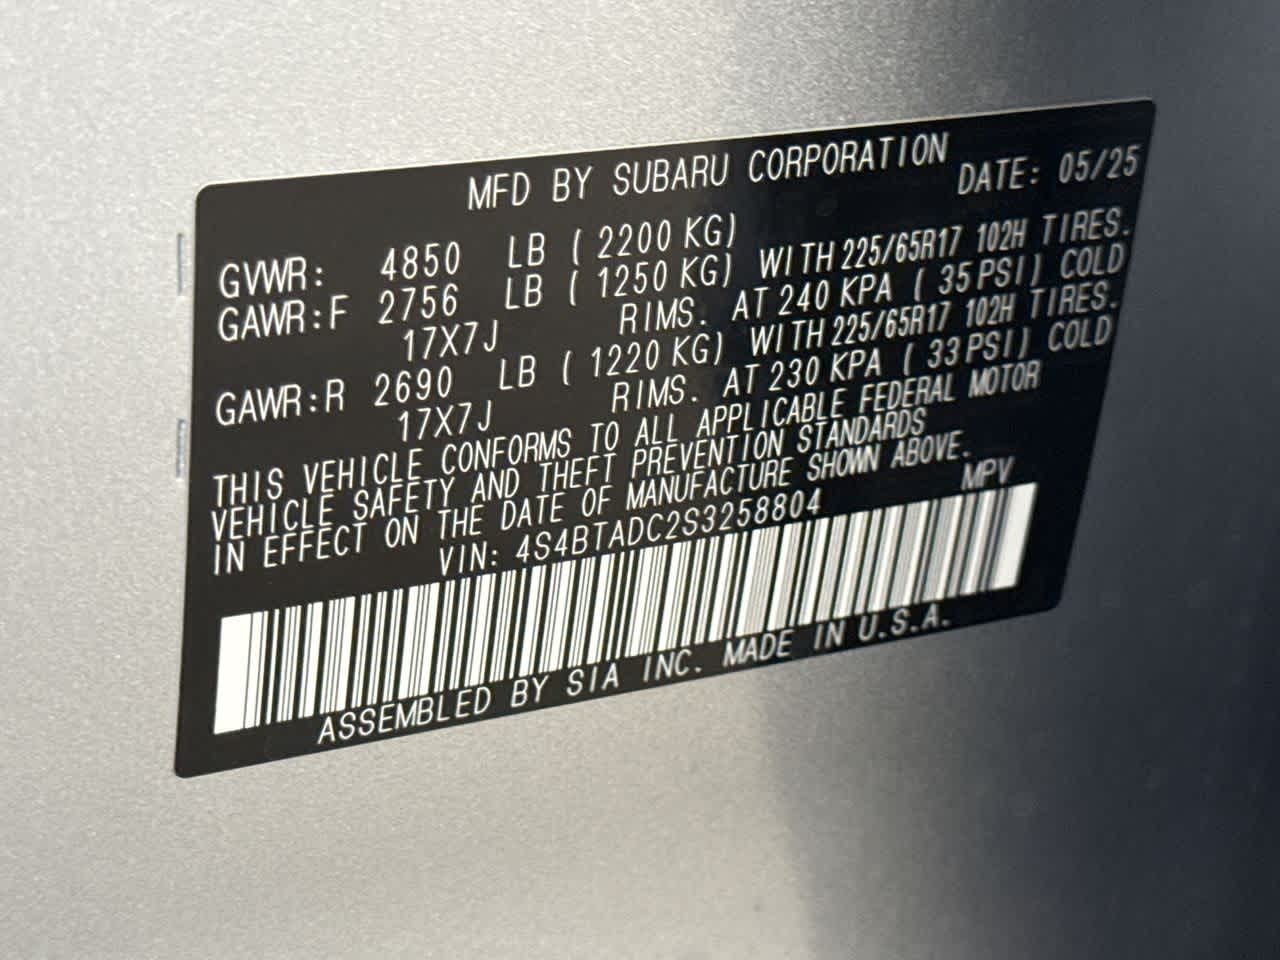 MFD BY SUBARU CORPORATION DATE: 05/25
GVWR: 4850 LB ( 2200 KG)
GAWR:F 2756 LB ( 1250 KG) WITH 225/65R17 102H TIRES.
17X7J RIMS. AT 240 KPA ( 35 PSI) COLD
GAWR:R 2690 LB ( 1220 KG) WITH 225/65R17 102H TIRES.
17X7J RIMS. AT 230 KPA ( 33 PSI) COLD
THIS VEHICLE CONFORMS TO ALL APPLICABLE FEDERAL MOTOR
VEHICLE SAFETY AND THEFT PREVENTION STANDARDS
IN EFFECT ON THE DATE OF MANUFACTURE SHOWN ABOVE.
VIN: 4S4BTADC2S3258804 MPV
ASSEMBLED BY SIA INC. MADE IN U.S.A.